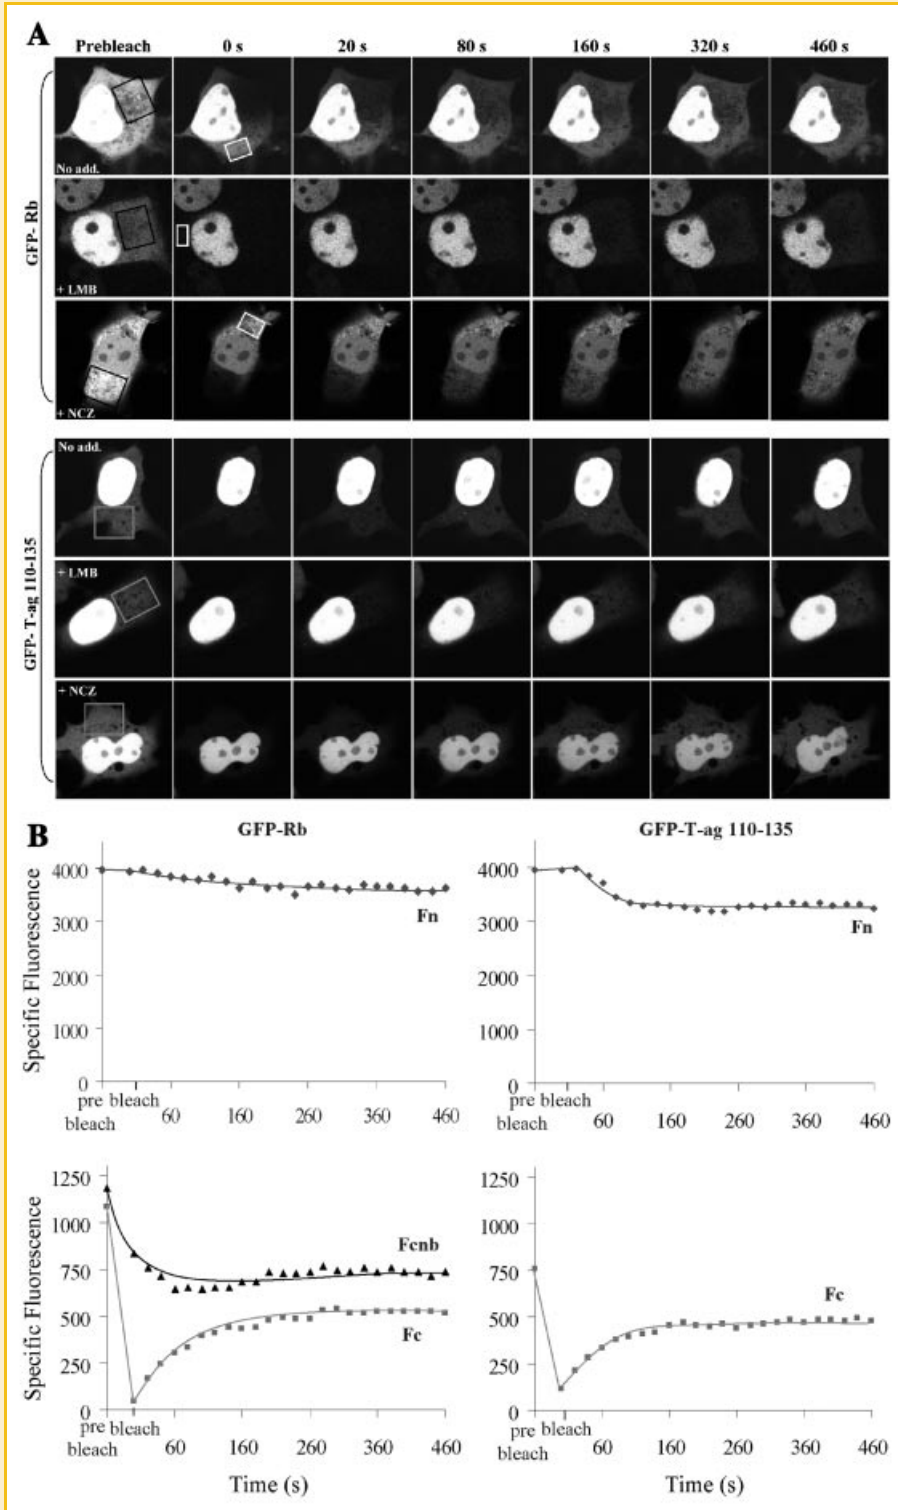 A
Prebleach 0 s 20 s 80 s 160 s 320 s 460 s
GFP- Rb
No add.
+ LMB
+ NCZ
GFP- T-ag 110-135
No add.
+ LMB
+ NCZ
B
GFP-Rb
Specific Fluorescence
4000
3000
2000
1000
0
Fn
pre bleach
bleach 60 160 260 360 460
GFP-T-ag 110-135
4000
3000
2000
1000
0
Fn
pre bleach
bleach 60 160 260 360 460
Specific Fluorescence
1250
1000
750
500
250
0
Fcnb
Fc
pre bleach
bleach 60 160 260 360 460
Time (s)
1250
1000
750
500
250
0
Fc
pre bleach
bleach 60 160 260 360 460
Time (s)